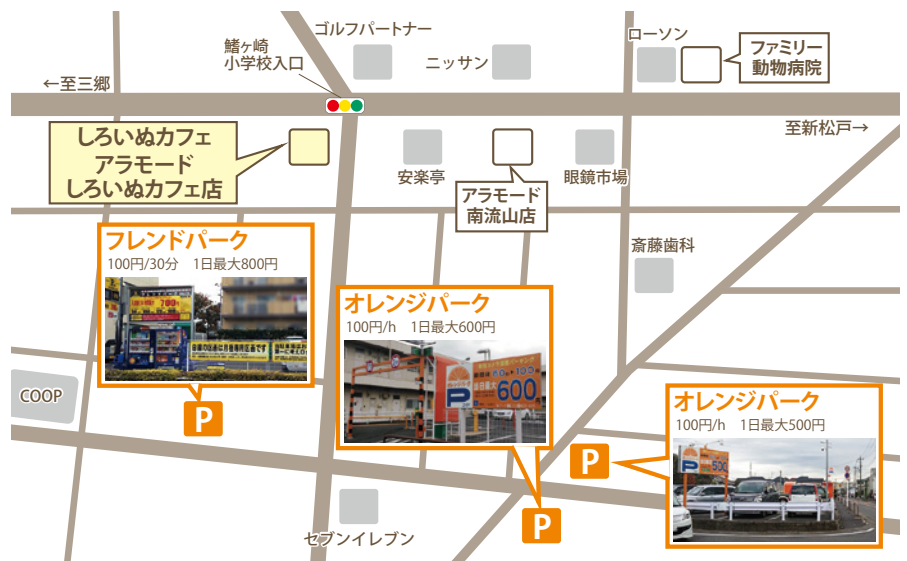 ゴルフパートナー
鰭ヶ崎
小学校入口
ニッサン
ローソン
ファミリー
動物病院
←至三郷
至新松戸→
しろいぬカフェ
アラモード
しろいぬカフェ店
安楽亭
眼鏡市場
アラモード
南流山店
斎藤歯科
フレンドパーク
100円/30分 1日最大800円
オレンジパーク
100円/h 1日最大600円
600
P
COOP
P
オレンジパーク
100円/h 1日最大500円
500
P
P
P
セブンイレブン